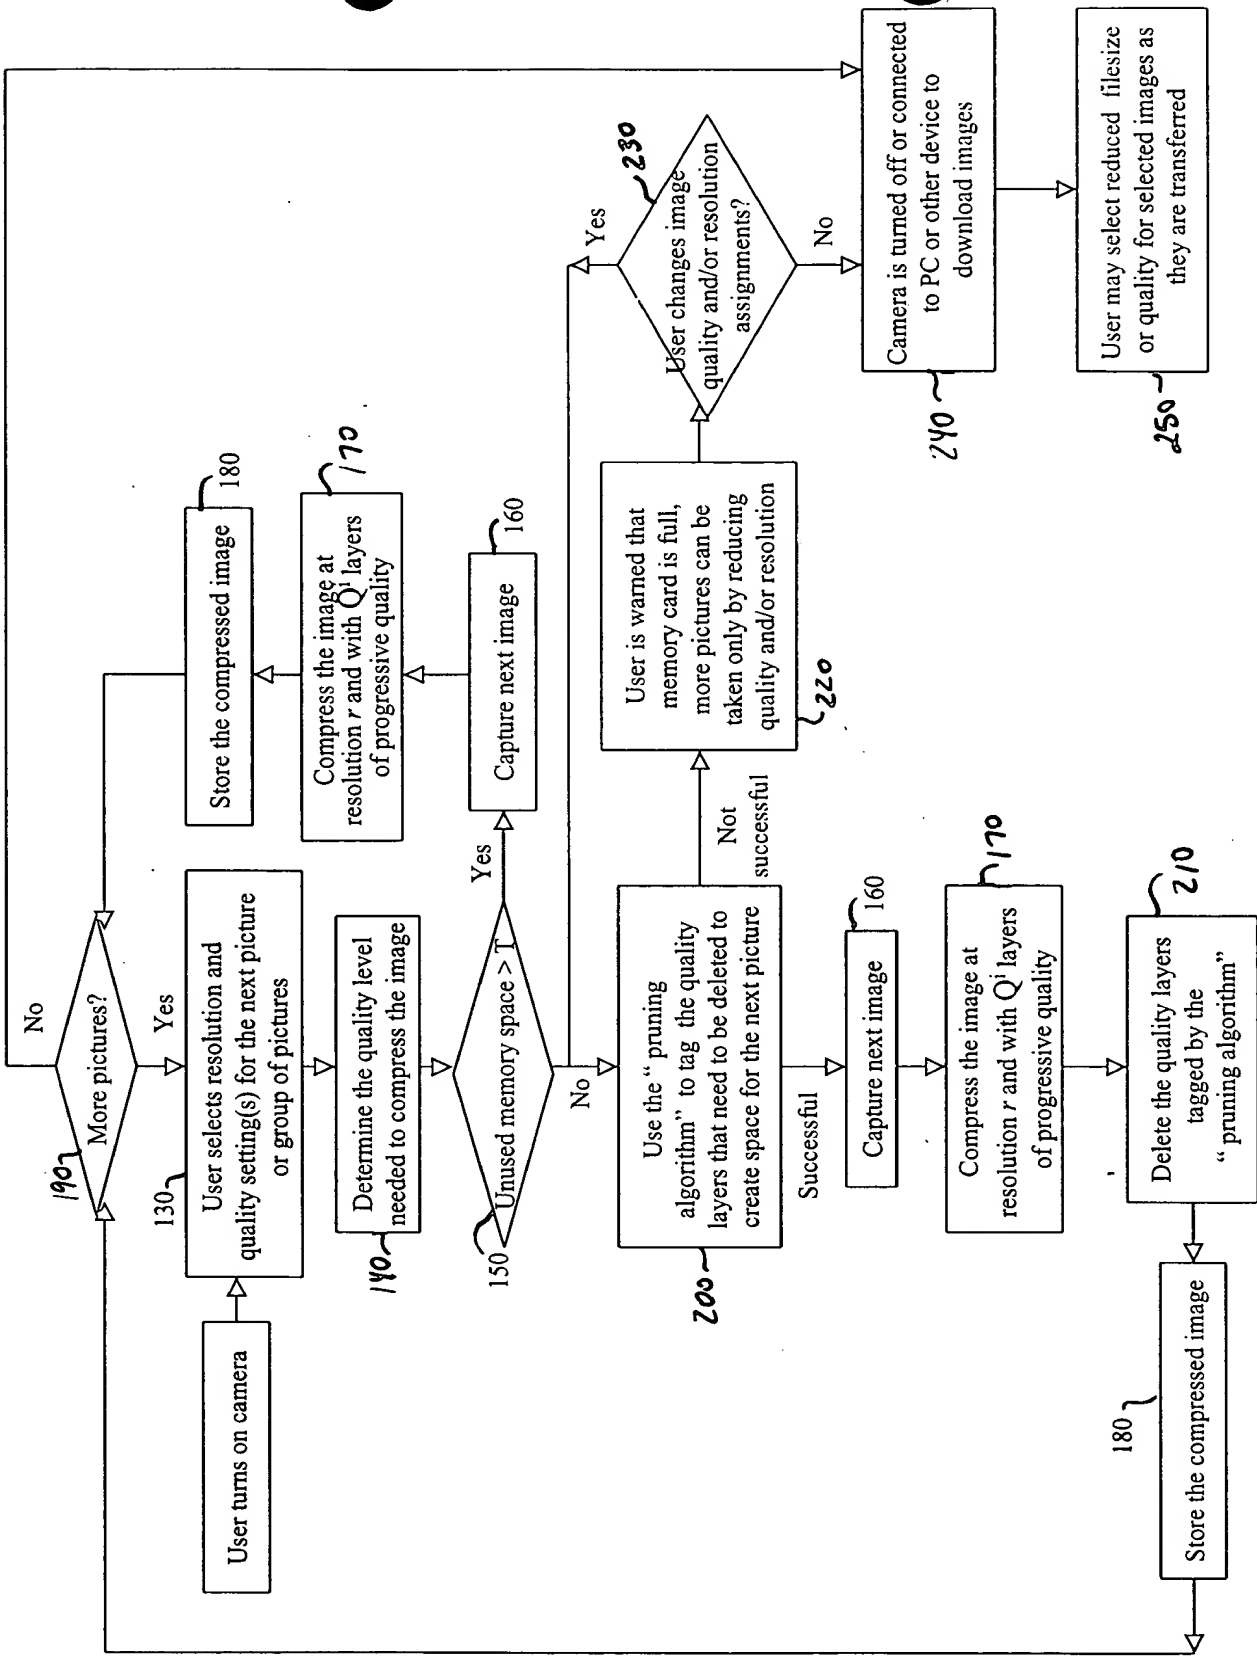 No
190
More pictures?
Yes
130
User selects resolution and
quality setting(s) for the next picture
or group of pictures
User turns on camera
140
Determine the quality level
needed to compress the image
150
Unused memory space > T
Yes
No
160
Capture next image
170
Compress the image at
resolution r and with Qⁱ layers
of progressive quality
180
Store the compressed image
200
Use the “ pruning
algorithm” to tag the quality
layers that need to be deleted to
create space for the next picture
Not
successful
Successful
220
User is warned that
memory card is full,
more pictures can be
taken only by reducing
quality and/or resolution
230
User changes image
quality and/or resolution
assignments?
Yes
No
240
Camera is turned off or connected
to PC or other device to
download images
250
User may select reduced filesize
or quality for selected images as
they are transferred
160
Capture next image
170
Compress the image at
resolution r and with Qⁱ layers
of progressive quality
210
Delete the quality layers
tagged by the
“ pruning algorithm”
180
Store the compressed image